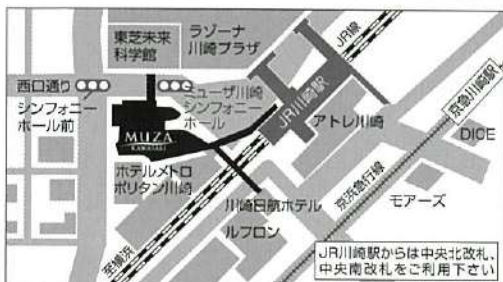 東芝未来
科学館
ラゾーナ
川崎プラザ
JR線
西口通り
シンフォニー
ホール前
ミューザ川崎
シンフォニー
ホール
JR川崎駅
京急川崎駅
アトレ川崎
MUZA
KAWASAKI
DICE
ホテルメトロ
ポリタン川崎
京浜急行線
モアーズ
川崎日航ホテル
ルフロン
至横浜
JR川崎駅からは中央北改札、
中央南改札をご利用下さい